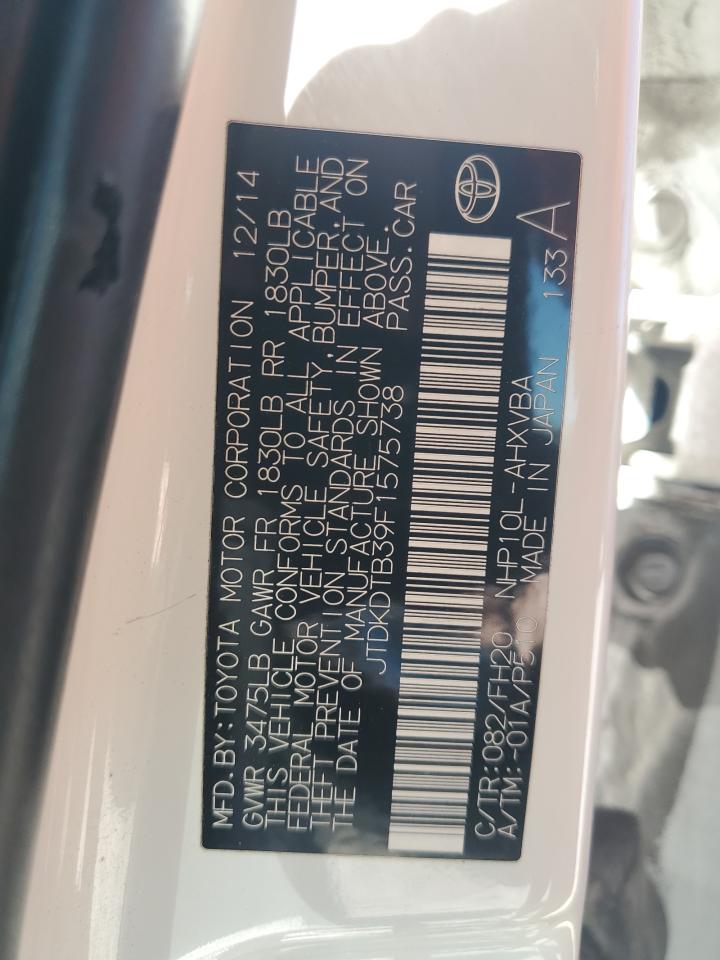 MFD.BY:TOYOTA MOTOR CORPORATION 12/14
GVWR 3475LB GAWR FR 1830LB RR 1830LB
THIS VEHICLE CONFORMS TO ALL APPLICABLE
FEDERAL MOTOR VEHICLE SAFETY,BUMPER,AND
THEFT PREVENTION STANDARDS IN EFFECT ON
THE DATE OF MANUFACTURE SHOWN ABOVE.
JTDKDTB39F1575738 PASS.CAR
C/TR:082/FH20 NHP10L-AHXVBA
A/TM:-01A/P510 MADE IN JAPAN 133 A